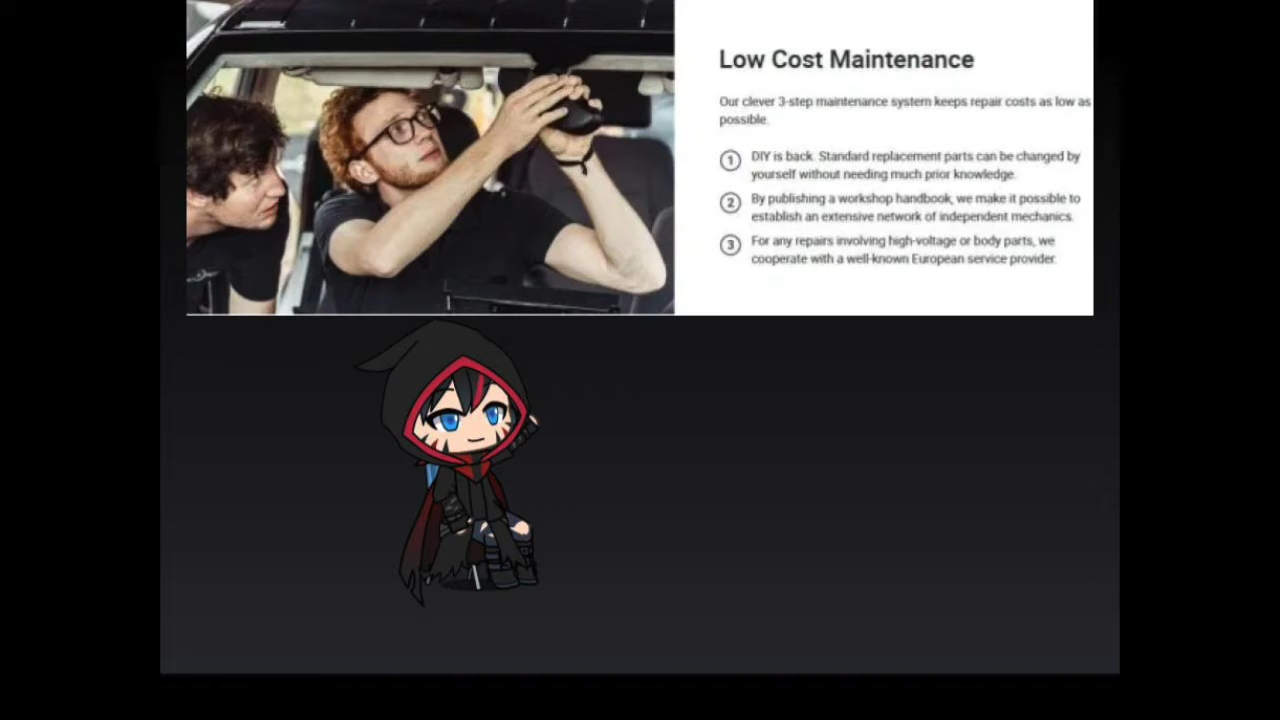 Low Cost Maintenance
Our clever 3-step maintenance system keeps repair costs as low as
possible.
1 DIY is back. Standard replacement parts can be changed by
yourself without needing much prior knowledge.
2 By publishing a workshop handbook, we make it possible to
establish an extensive network of independent mechanics.
3 For any repairs involving high-voltage or body parts, we
cooperate with a well-known European service provider.